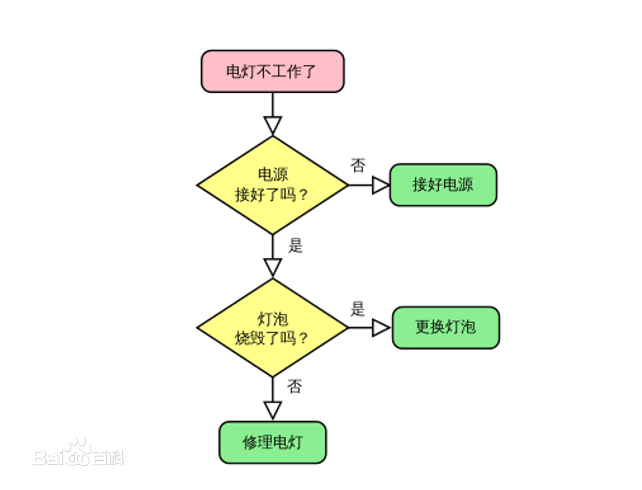 电灯不工作了
电源
接好了吗？
否
接好电源
是
灯泡
烧毁了吗？
是
更换灯泡
否
修理电灯
Baidu百科